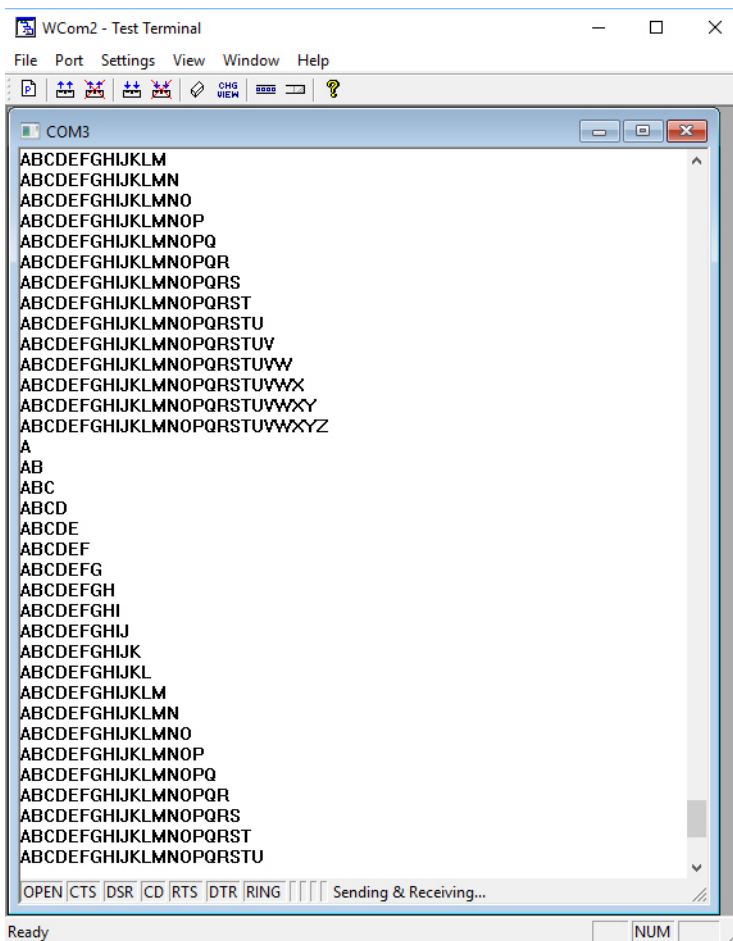 WCom2 - Test Terminal
File Port Settings View Window Help
P CHG VIEW ?
COM3
ABCDEFGHIJKLM
ABCDEFGHIJKLMN
ABCDEFGHIJKLMNO
ABCDEFGHIJKLMNOP
ABCDEFGHIJKLMNOPQ
ABCDEFGHIJKLMNOPQR
ABCDEFGHIJKLMNOPQRS
ABCDEFGHIJKLMNOPQRST
ABCDEFGHIJKLMNOPQRSTU
ABCDEFGHIJKLMNOPQRSTUV
ABCDEFGHIJKLMNOPQRSTUVW
ABCDEFGHIJKLMNOPQRSTUVWX
ABCDEFGHIJKLMNOPQRSTUVWXY
ABCDEFGHIJKLMNOPQRSTUVWXYZ
A
AB
ABC
ABCD
ABCDE
ABCDEF
ABCDEFG
ABCDEFGH
ABCDEFGHI
ABCDEFGHIJ
ABCDEFGHIJK
ABCDEFGHIJKL
ABCDEFGHIJKLM
ABCDEFGHIJKLMN
ABCDEFGHIJKLMNO
ABCDEFGHIJKLMNOP
ABCDEFGHIJKLMNOPQ
ABCDEFGHIJKLMNOPQR
ABCDEFGHIJKLMNOPQRS
ABCDEFGHIJKLMNOPQRST
ABCDEFGHIJKLMNOPQRSTU
OPEN CTS DSR CD RTS DTR RING Sending & Receiving...
Ready NUM